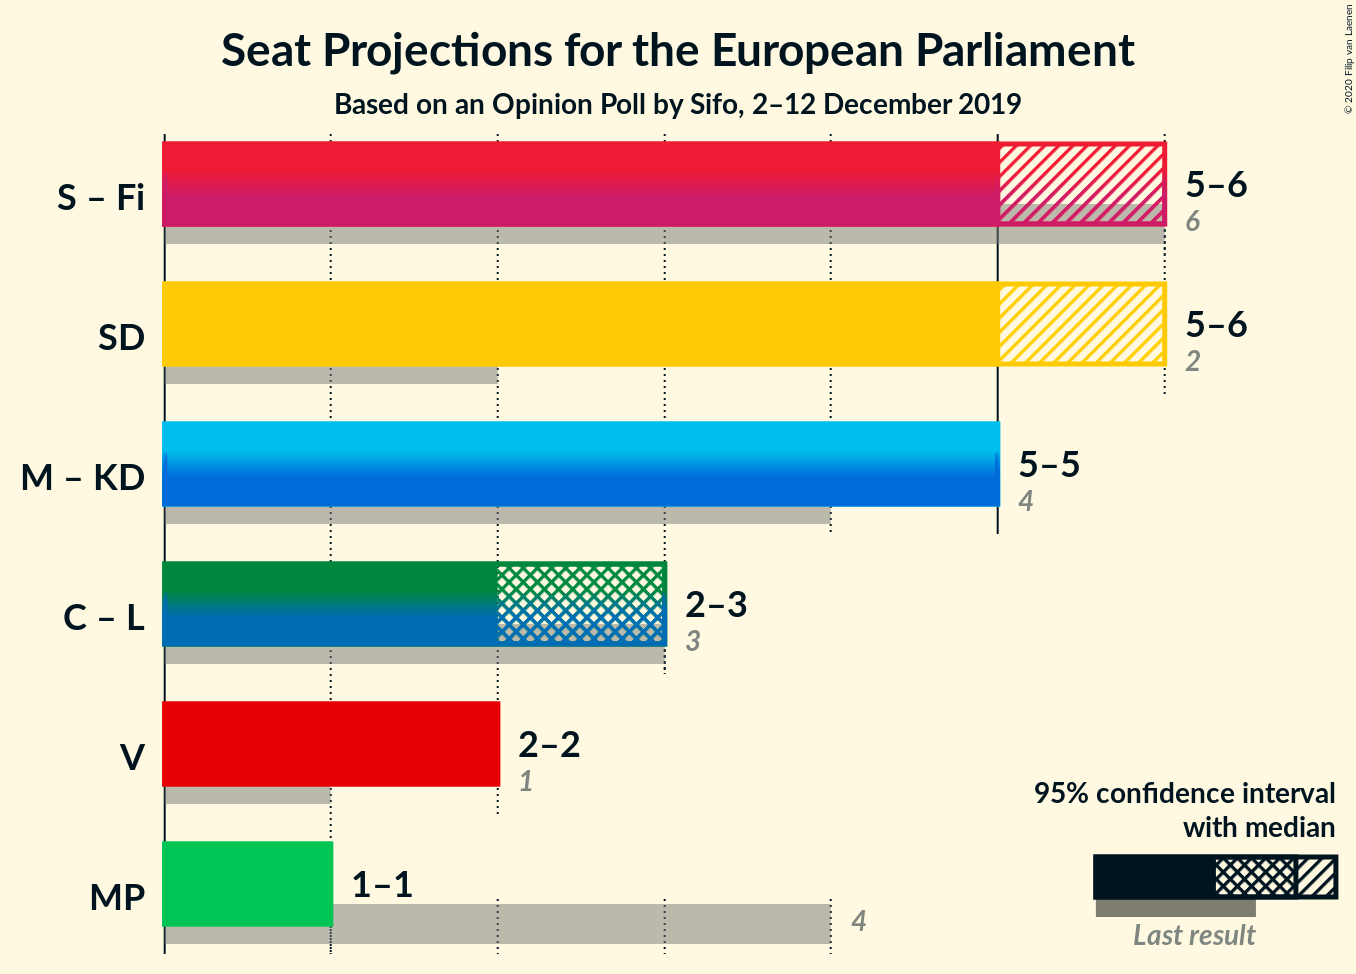 Seat Projections for the European Parliament
Based on an Opinion Poll by Sifo, 2–12 December 2019
© 2020 Filip van Laenen
S – Fi
5–6
6
SD
5–6
2
M – KD
5–5
4
C – L
2–3
3
V
2–2
1
MP
1–1
4
95% confidence interval
with median
Last result